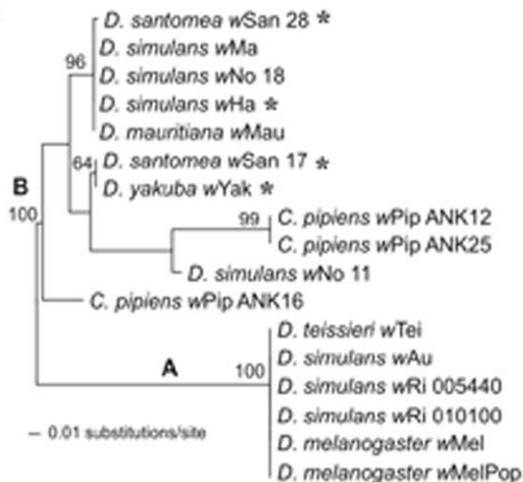 D. santomea wSan 28 *
D. simulans wMa
96
D. simulans wNo 18
D. simulans wHa *
D. mauritiana wMau
64
D. santomea wSan 17 *
D. yakuba wYak *
B
100
99
C. pipiens wPip ANK12
C. pipiens wPip ANK25
D. simulans wNo 11
C. pipiens wPip ANK16
D. teissieri wTei
D. simulans wAu
A
100
D. simulans wRi 005440
D. simulans wRi 010100
0.01 substitutions/site
D. melanogaster wMel
D. melanogaster wMelPop